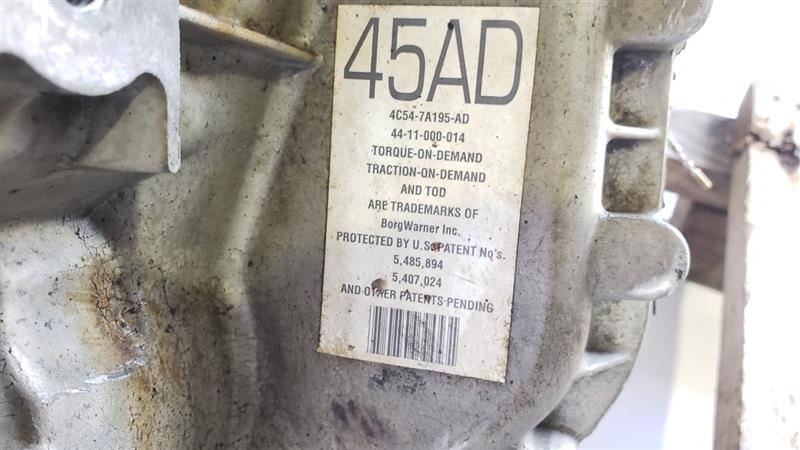 45AD
4C54-7A195-AD
44-11-000-014
TORQUE-ON-DEMAND
TRACTION-ON-DEMAND
AND TOD
ARE TRADEMARKS OF
BorgWarner Inc.
PROTECTED BY U.S. PATENT No's.
5,485,894
5,407,024
AND OTHER PATENTS PENDING